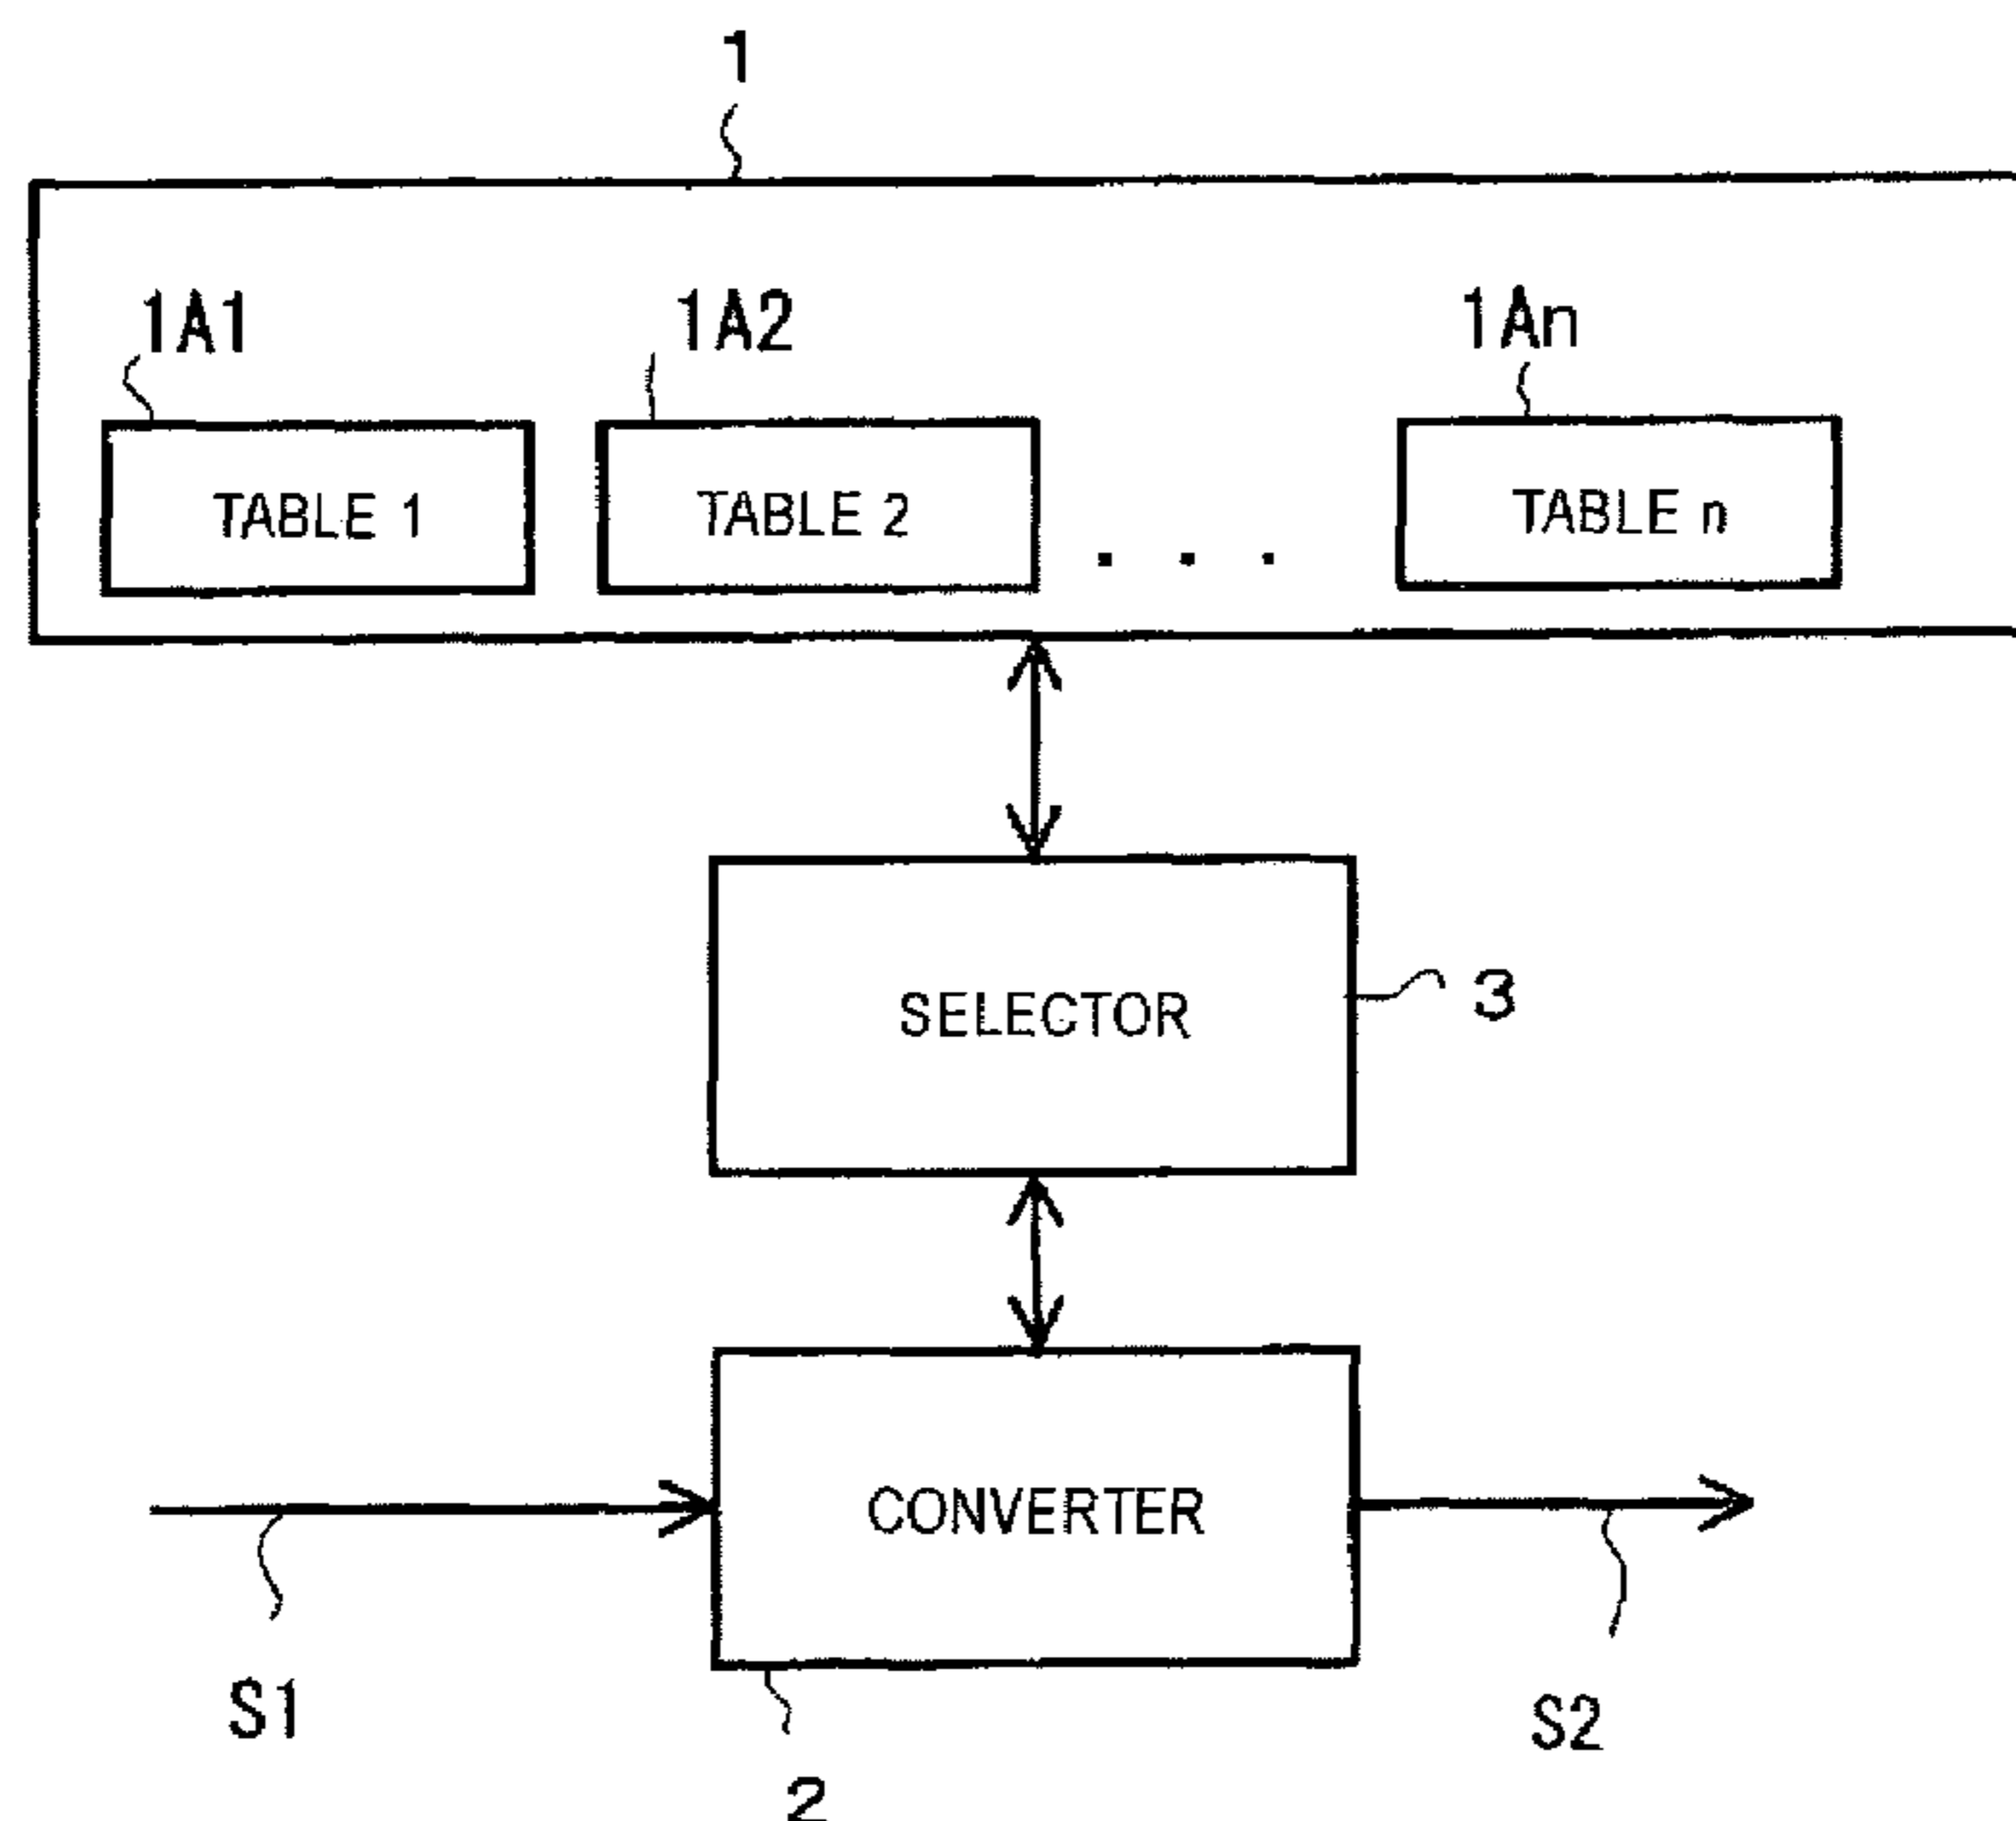 1
1A1 1A2 1An
TABLE 1 TABLE 2 . . . TABLE n
SELECTOR 3
CONVERTER
S1 S2
2